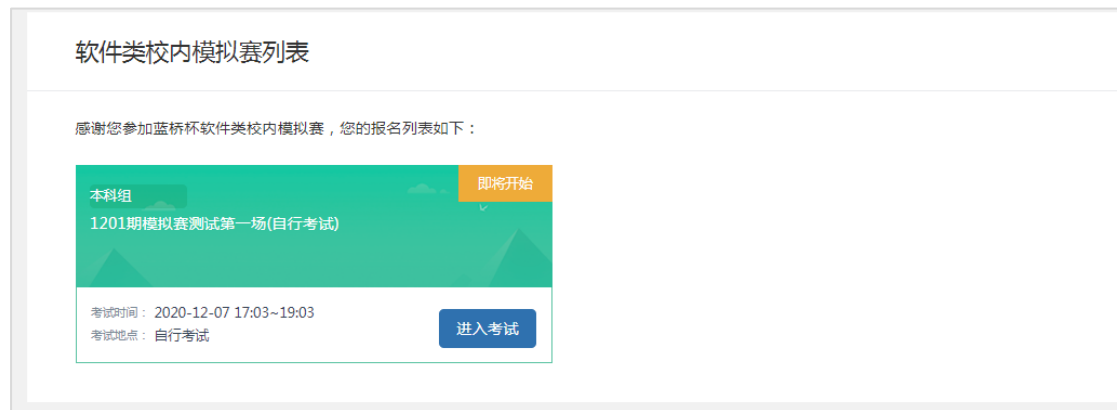 软件类校内模拟赛列表
感谢您参加蓝桥杯软件类校内模拟赛，您的报名列表如下：
即将开始
本科组
1201期模拟赛测试第一场(自行考试)
考试时间： 2020-12-07 17:03~19:03
考试地点： 自行考试
进入考试